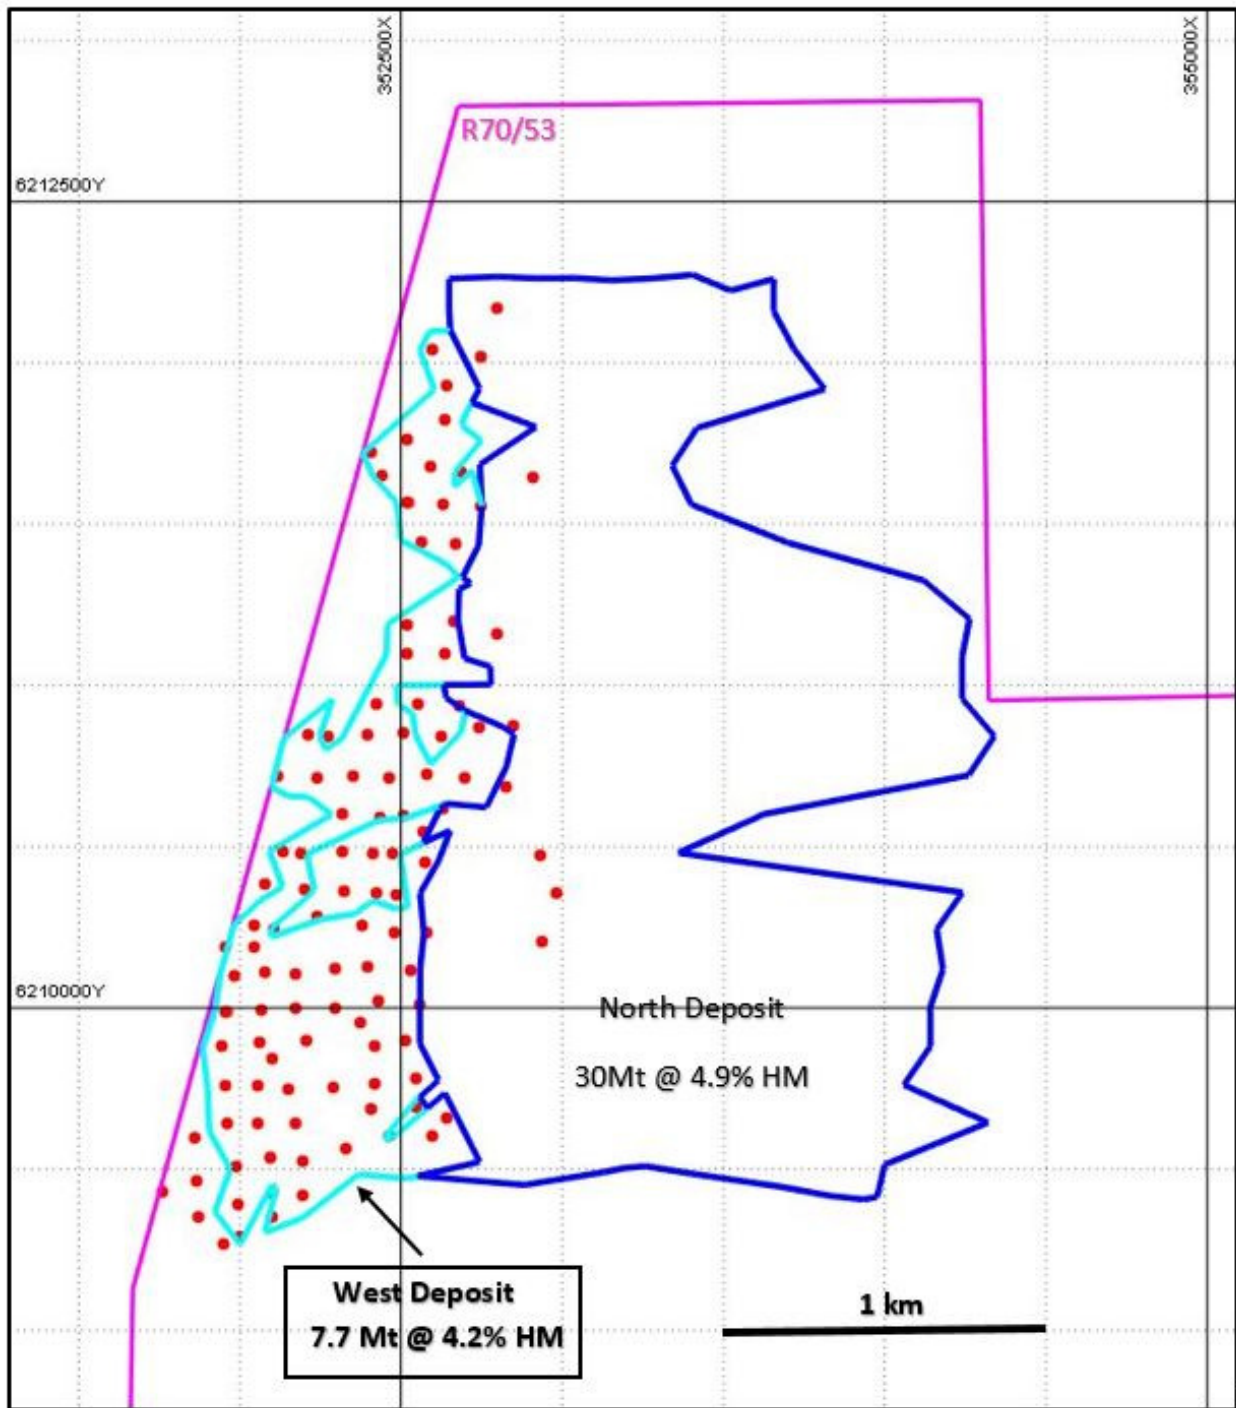 352500X
355000X
R70/53
6212500Y
6210000Y
North Deposit
30Mt @ 4.9% HM
West Deposit
7.7 Mt @ 4.2% HM
1 km